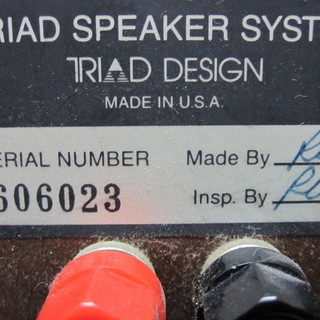 RIAD SPEAKER SYST
TRIAD DESIGN
MADE IN U.S.A.
ERIAL NUMBER Made By
606023 Insp. By